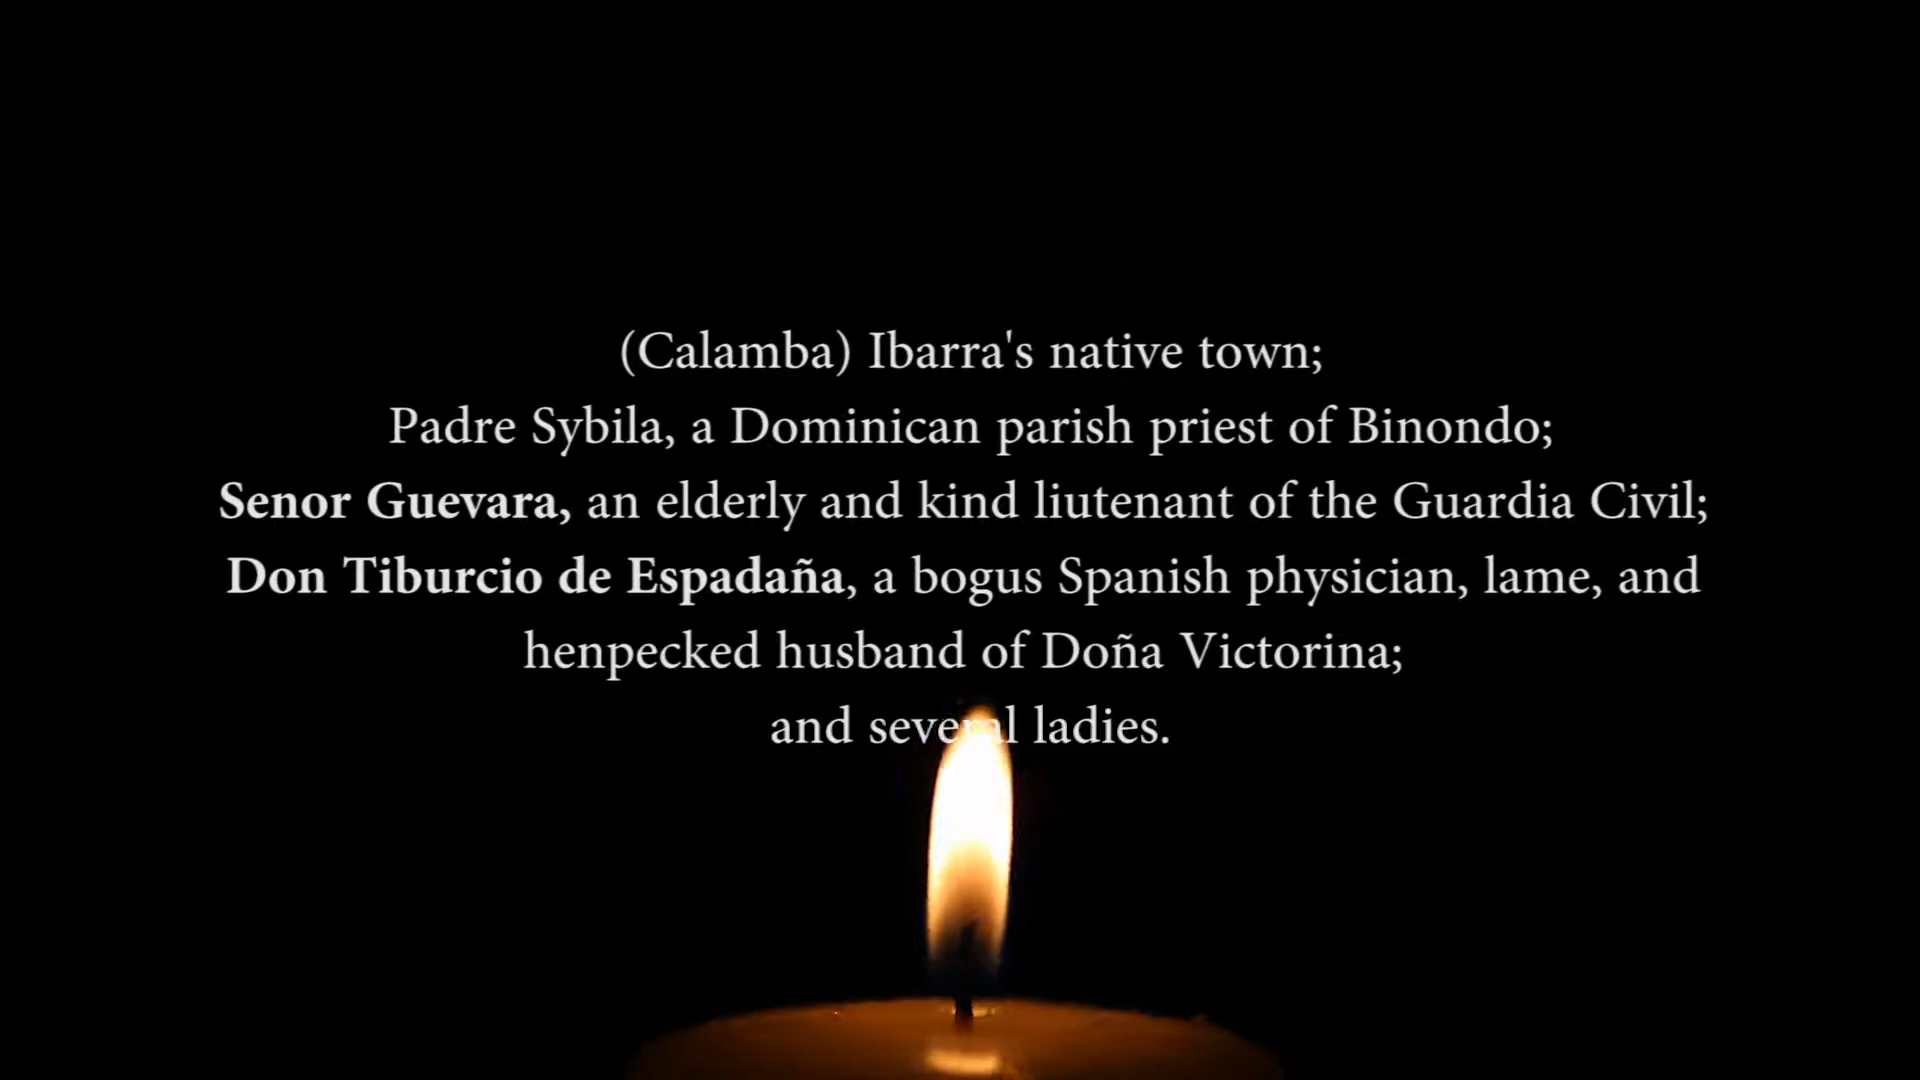 (Calamba) Ibarra's native town;
Padre Sybila, a Dominican parish priest of Binondo;
Senor Guevara, an elderly and kind liutenant of the Guardia Civil;
Don Tiburcio de Espadaña, a bogus Spanish physician, lame, and
henpecked husband of Doña Victorina;
and several ladies.